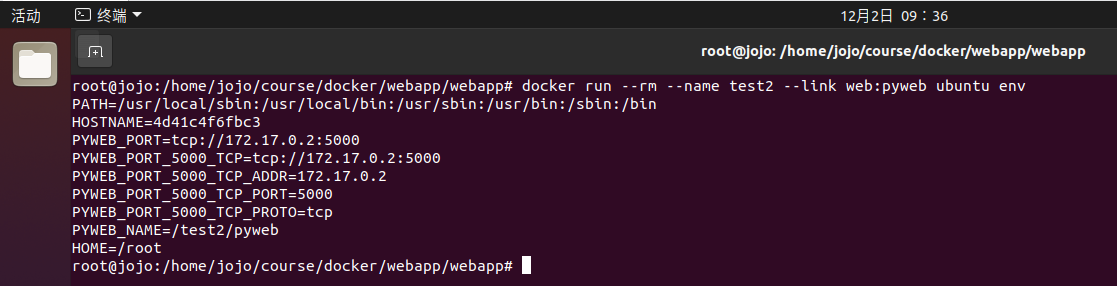 活动 终端 12月2日 09：36
root@jojo: /home/jojo/course/docker/webapp/webapp
root@jojo:/home/jojo/course/docker/webapp/webapp# docker run --rm --name test2 --link web:pyweb ubuntu env
PATH=/usr/local/sbin:/usr/local/bin:/usr/sbin:/usr/bin:/sbin:/bin
HOSTNAME=4d41c4f6fbc3
PYWEB_PORT=tcp://172.17.0.2:5000
PYWEB_PORT_5000_TCP=tcp://172.17.0.2:5000
PYWEB_PORT_5000_TCP_ADDR=172.17.0.2
PYWEB_PORT_5000_TCP_PORT=5000
PYWEB_PORT_5000_TCP_PROTO=tcp
PYWEB_NAME=/test2/pyweb
HOME=/root
root@jojo:/home/jojo/course/docker/webapp/webapp#